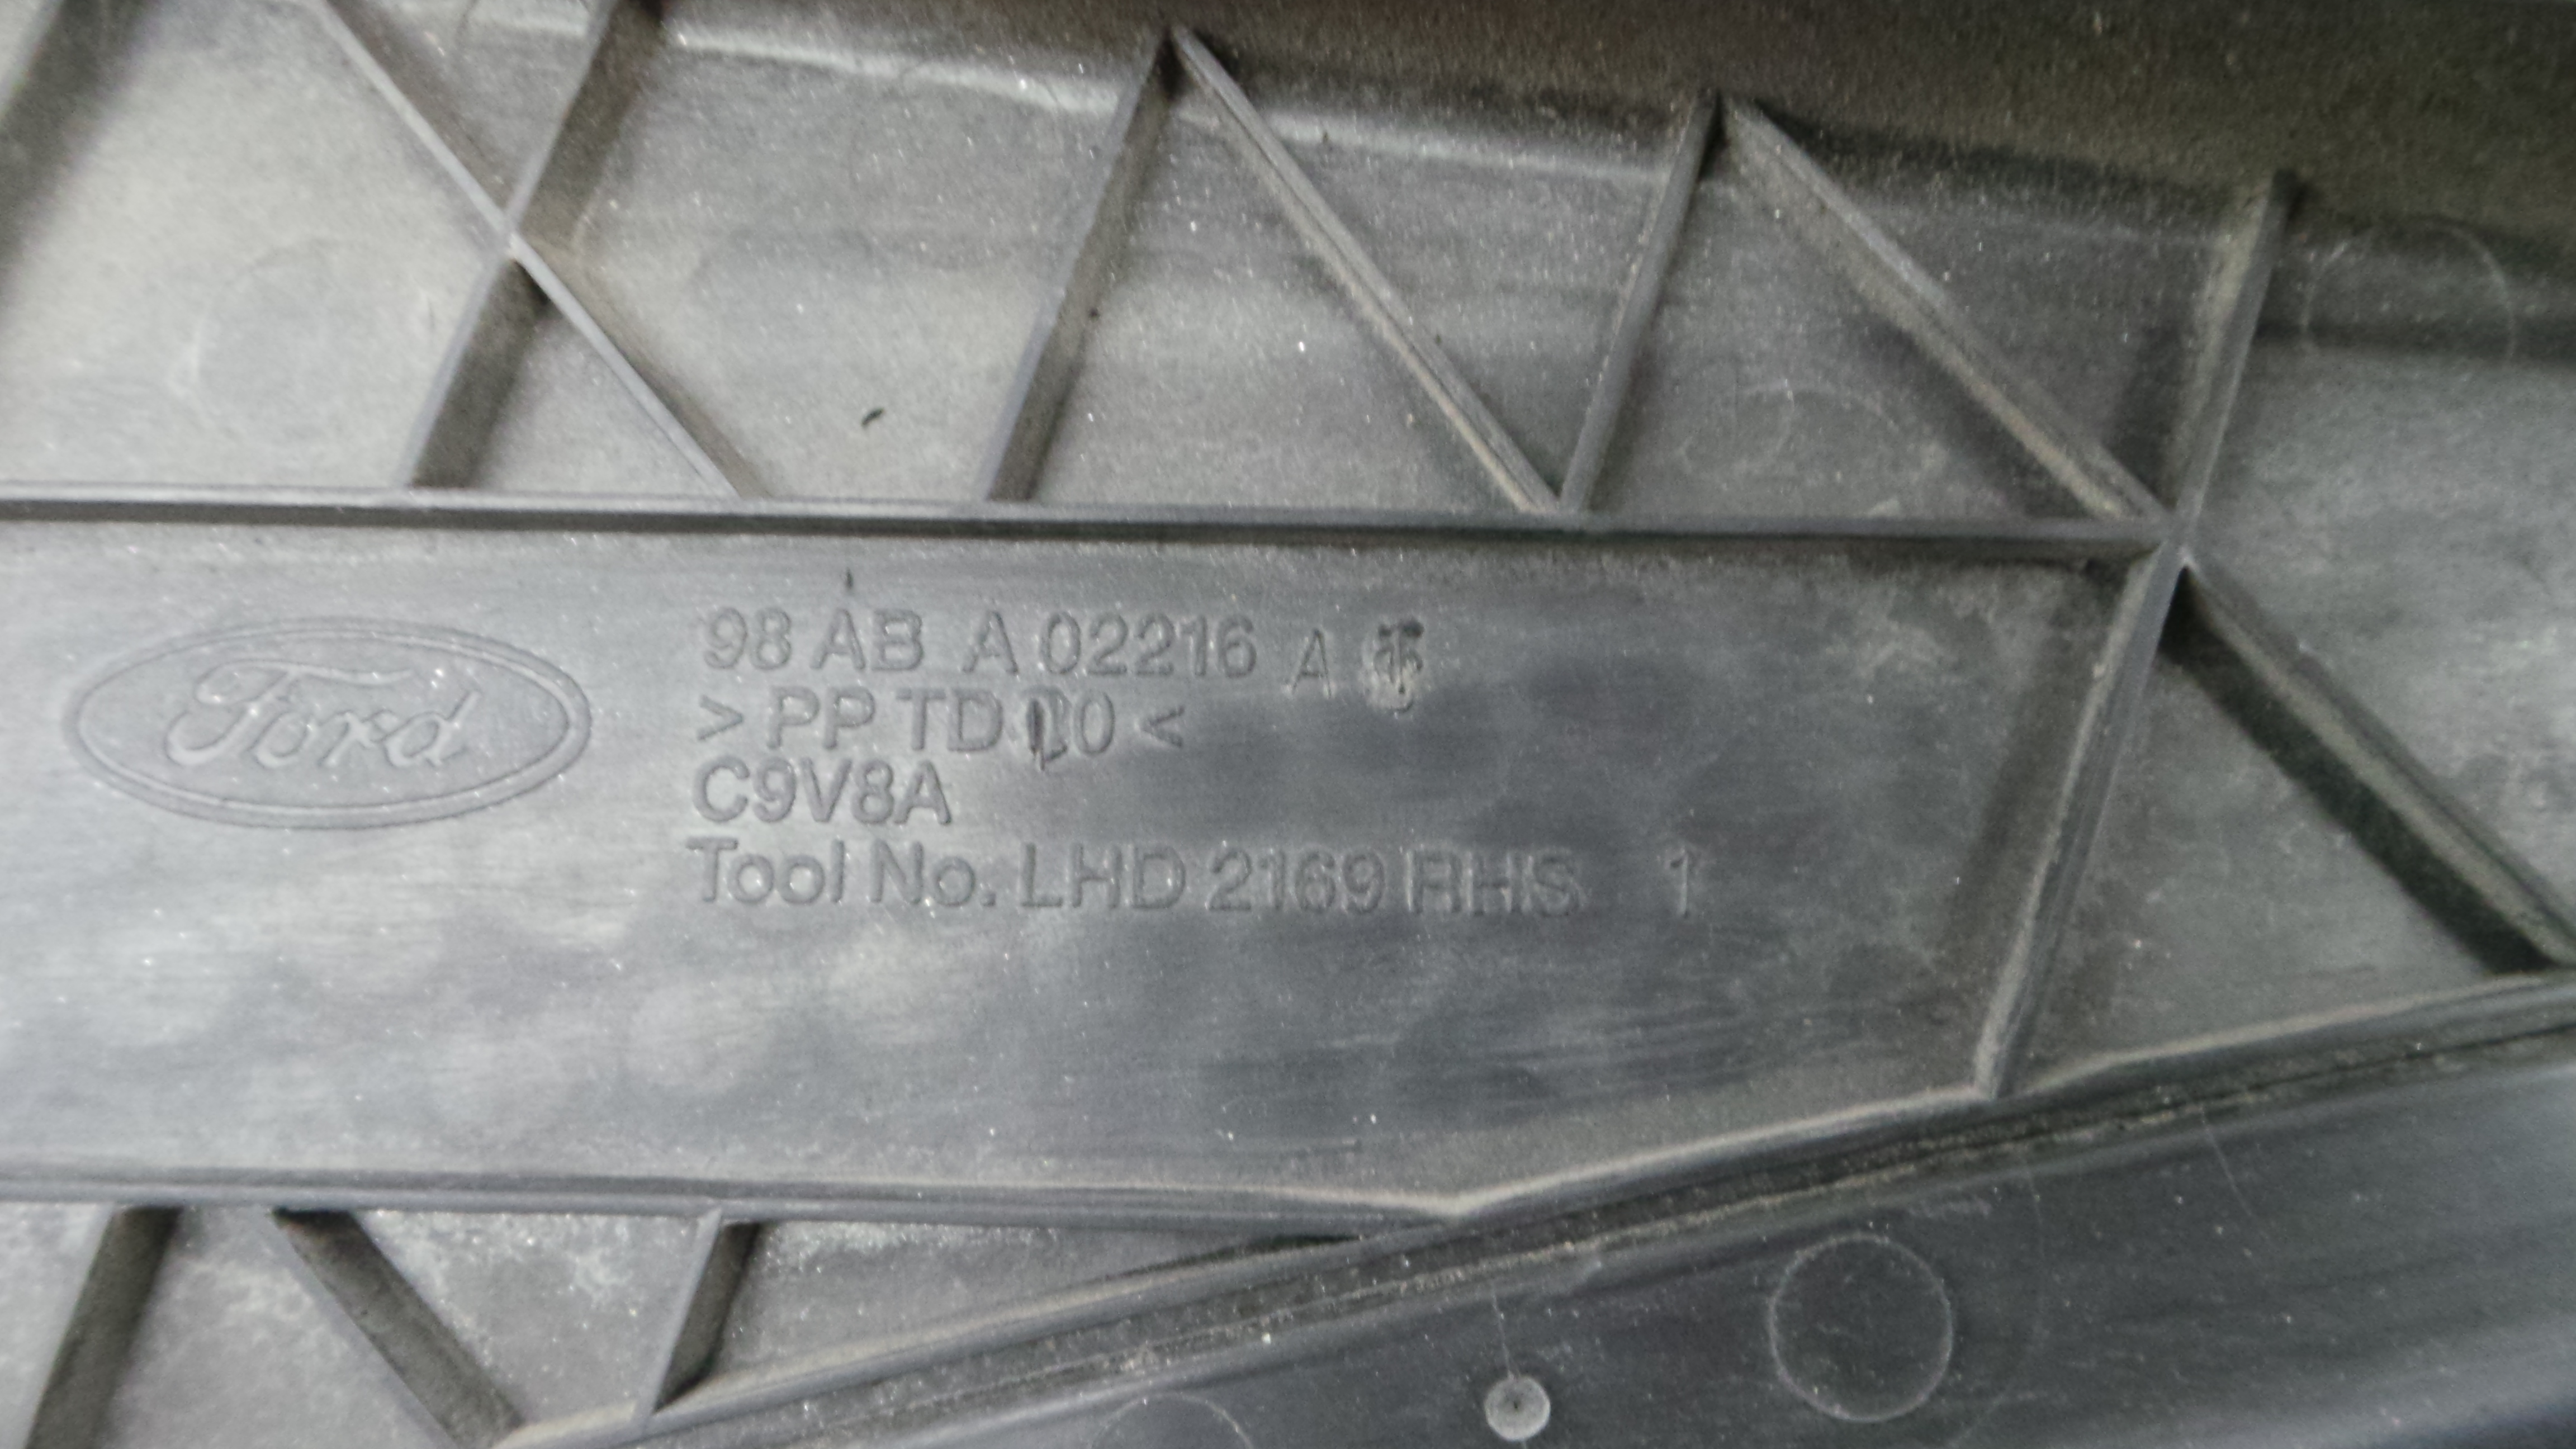 Ford
98 AB A 02216 A
> PP TD 10 <
C9V8A
Tool No. LHD 2169 RHS 1